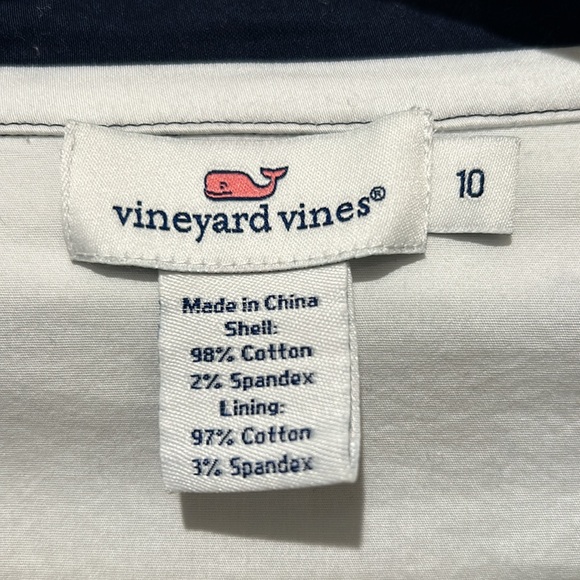 vineyard vines®
10
Made in China
Shell:
98% Cotton
2% Spandex
Lining:
97% Cotton
3% Spandex